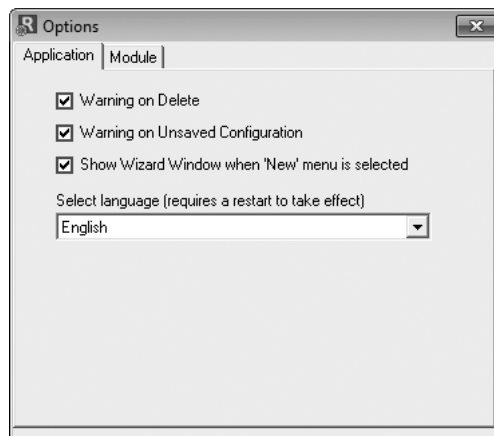 R Options
Application Module
Warning on Delete
Warning on Unsaved Configuration
Show Wizard Window when 'New' menu is selected
Select language (requires a restart to take effect)
English